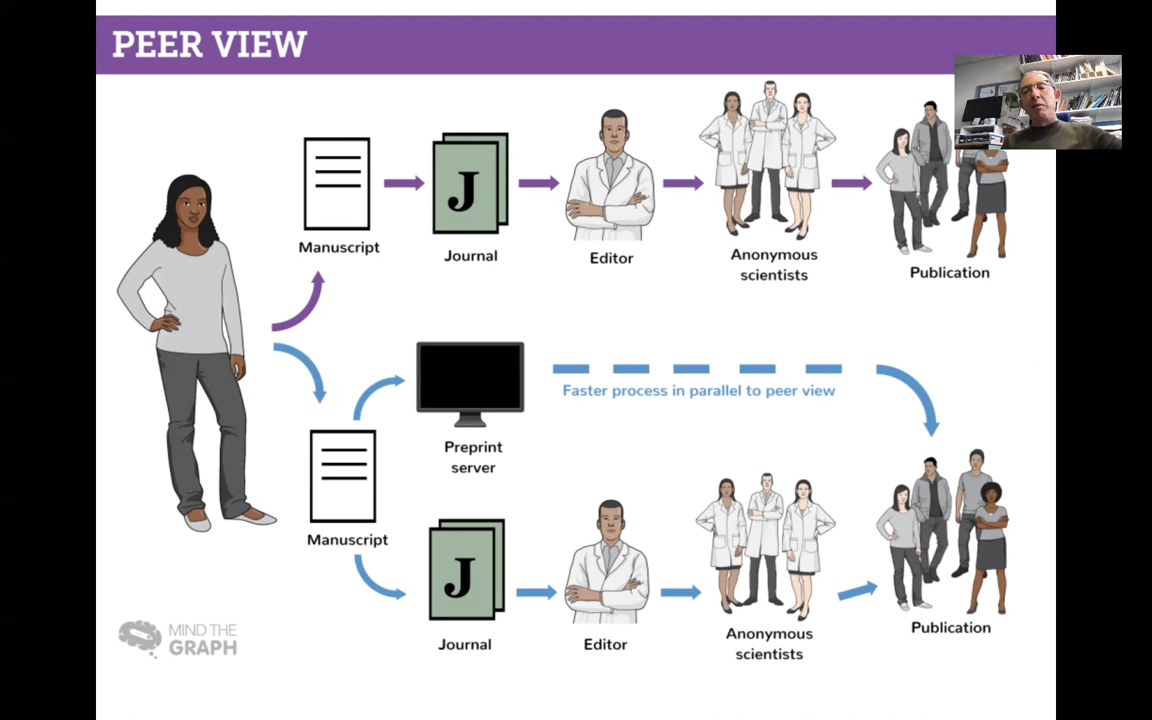 PEER VIEW
Manuscript
J
Journal
Editor
Anonymous
scientists
Publication
Faster process in parallel to peer view
Preprint
server
Manuscript
J
Journal
Editor
Anonymous
scientists
Publication
MIND THE
GRAPH